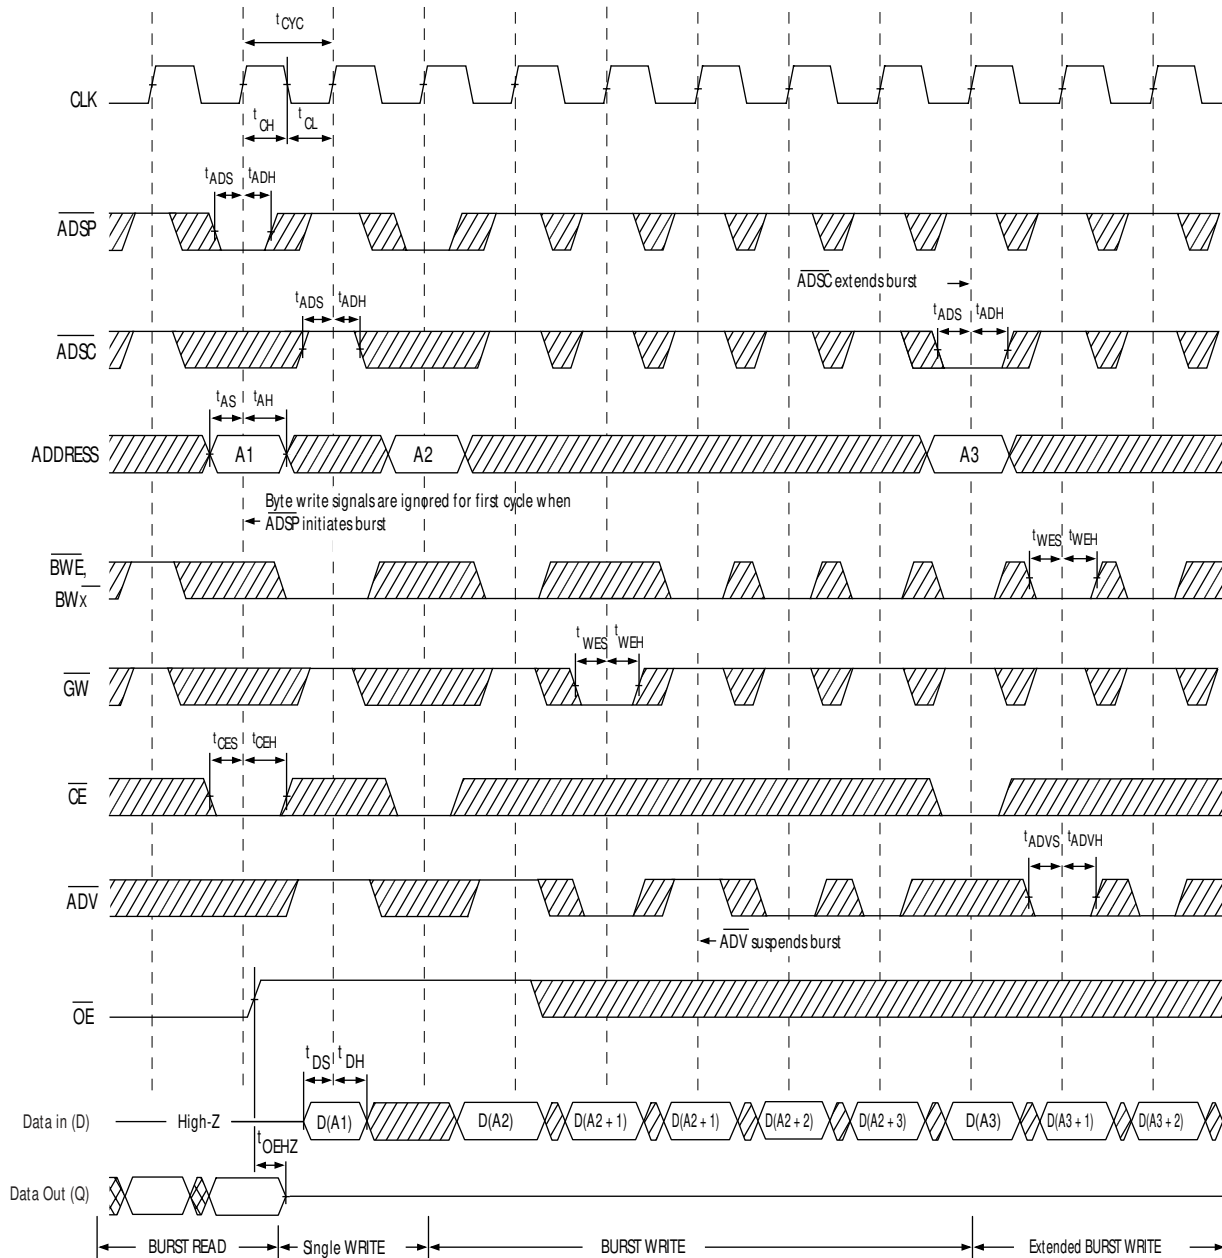 tCYC
CLK
tCH
tCL
tADS
tADH
ADSP
ADSC extends burst
tADS
tADH
tADS
tADH
ADSC
tAS
tAH
ADDRESS
A1
A2
A3
Byte write signals are ignored for first cycle when
ADSP initiates burst
tWES
tWEH
BWE,
BWX
tWES
tWEH
GW
tCES
tCEH
CE
tADVS
tADVH
ADV
ADV suspends burst
OE
tDS
tDH
Data in (D)
High-Z
D(A1)
D(A2)
D(A2 + 1)
D(A2 + 1)
D(A2 + 2)
D(A2 + 3)
D(A3)
D(A3 + 1)
D(A3 + 2)
tOEHZ
Data Out (Q)
BURST READ
Single WRITE
BURST WRITE
Extended BURST WRITE